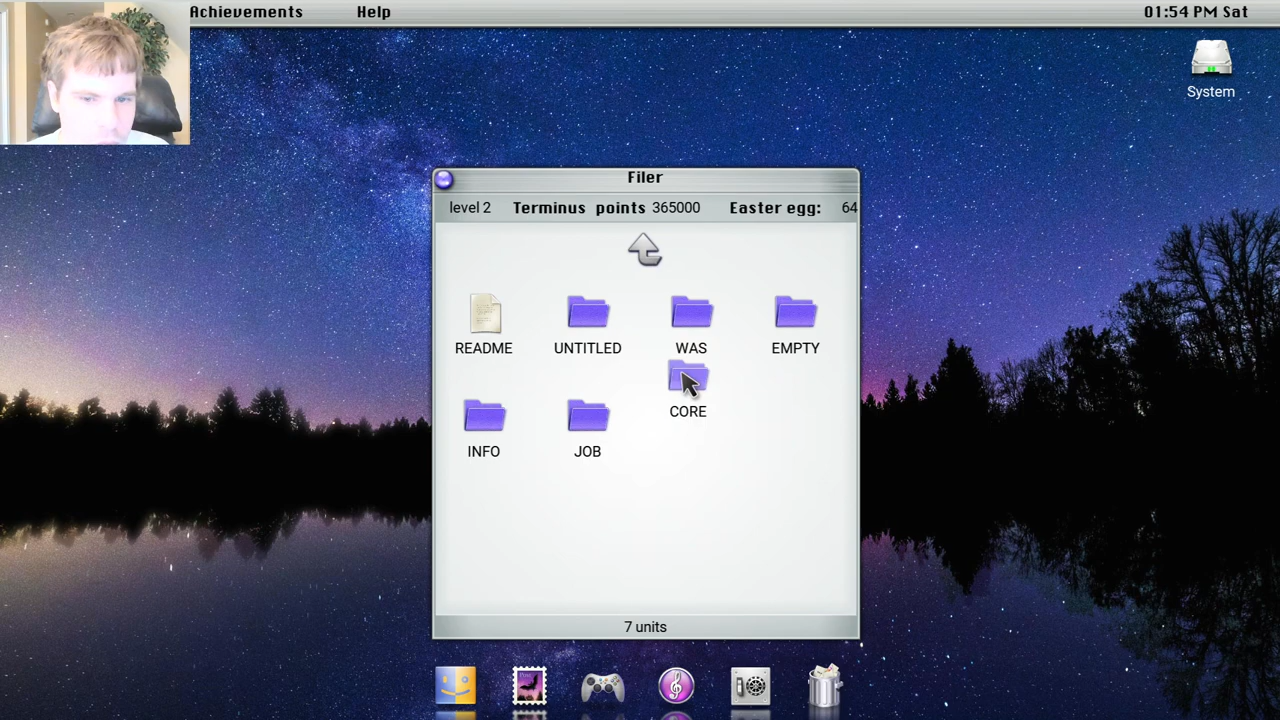 Achievements Help 01:54 PM Sat
System
Filer
level 2 Terminus points 365000 Easter egg: 64
README UNTITLED WAS EMPTY
CORE
INFO JOB
7 units